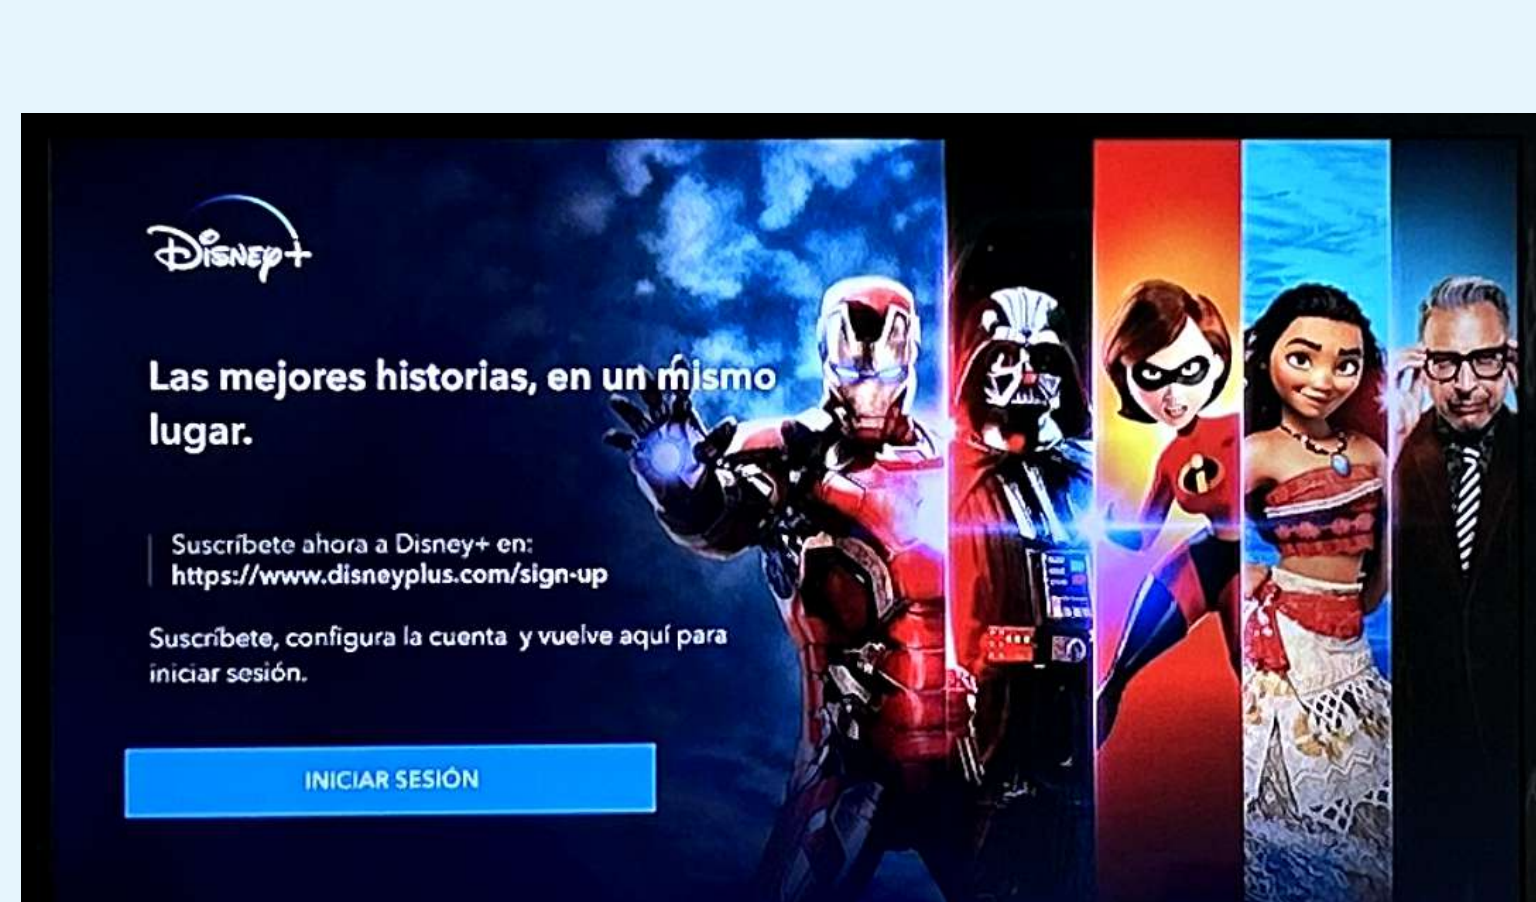 Disney+
Las mejores historias, en un mismo
lugar.
Suscríbete ahora a Disney+ en:
https://www.disneyplus.com/sign-up
Suscríbete, configura la cuenta y vuelve aquí para
iniciar sesión.
INICIAR SESIÓN